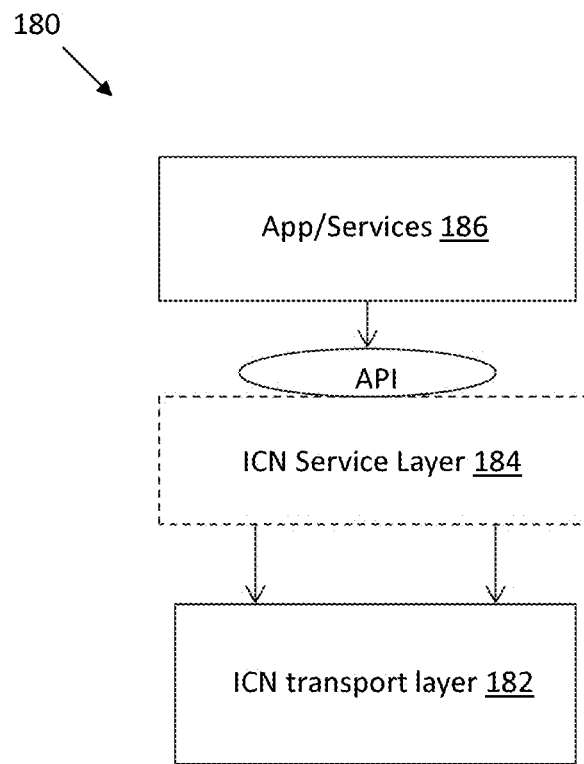 180
App/Services 186
API
ICN Service Layer 184
ICN transport layer 182